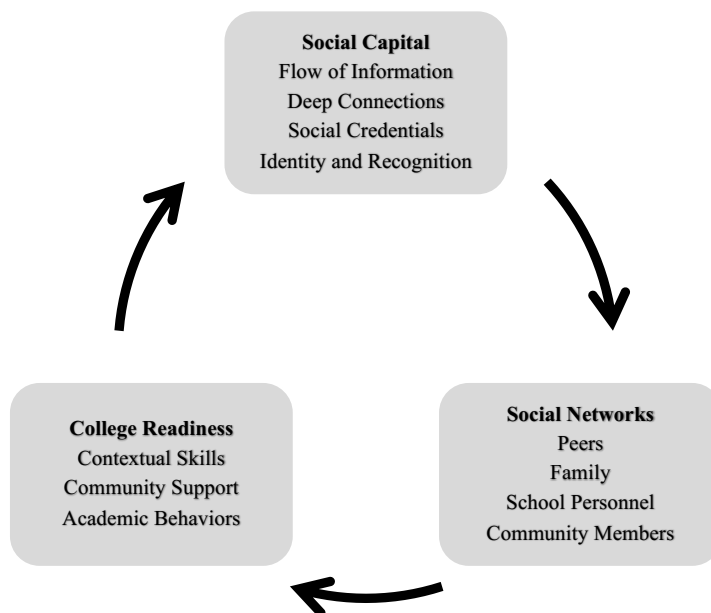 Social Capital
Flow of Information
Deep Connections
Social Credentials
Identity and Recognition
College Readiness
Contextual Skills
Community Support
Academic Behaviors
Social Networks
Peers
Family
School Personnel
Community Members